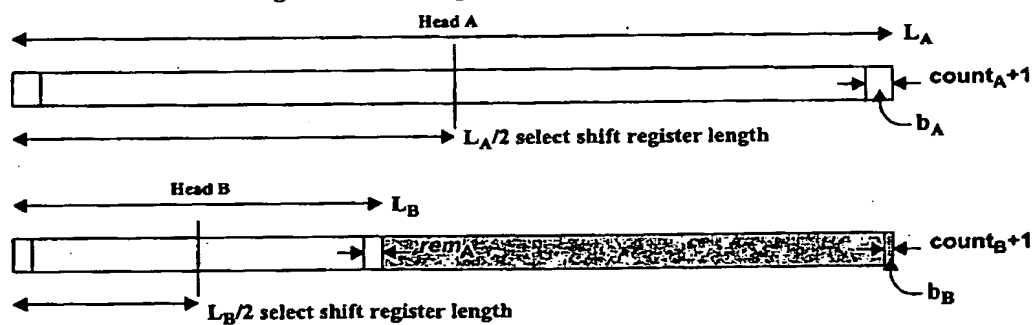 Head A
L_A
count_A+1
b_A
L_A/2 select shift register length
Head B
L_B
rem_A
count_B+1
b_B
L_B/2 select shift register length